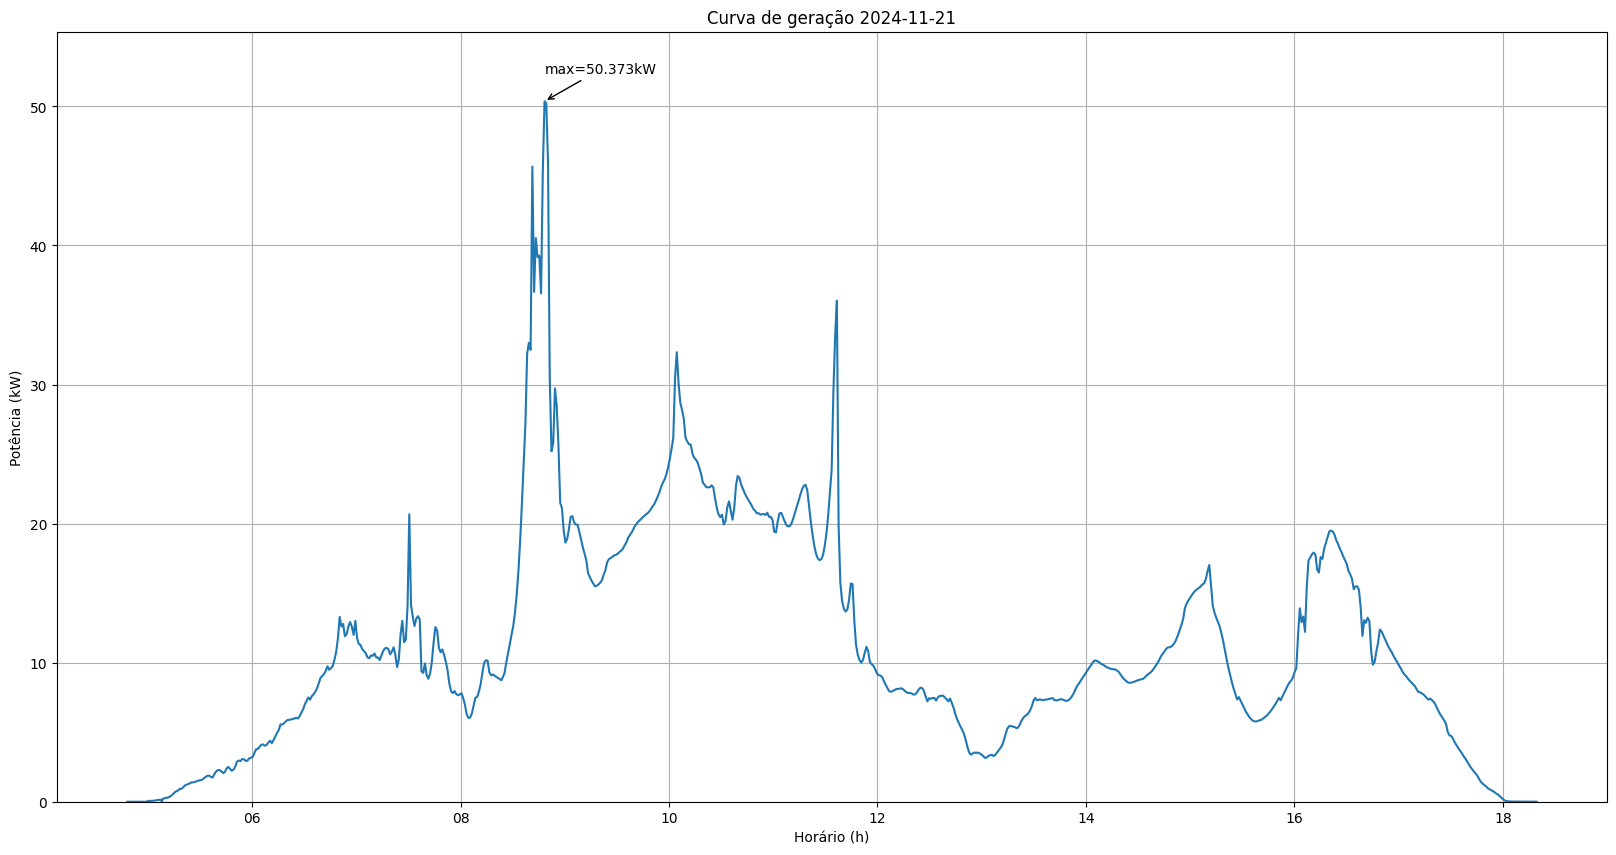 Curva de geração 2024-11-21
max=50.373kW
50
40
30
20
10
0
Potência (kW)
06 08 10 12 14 16 18
Horário (h)